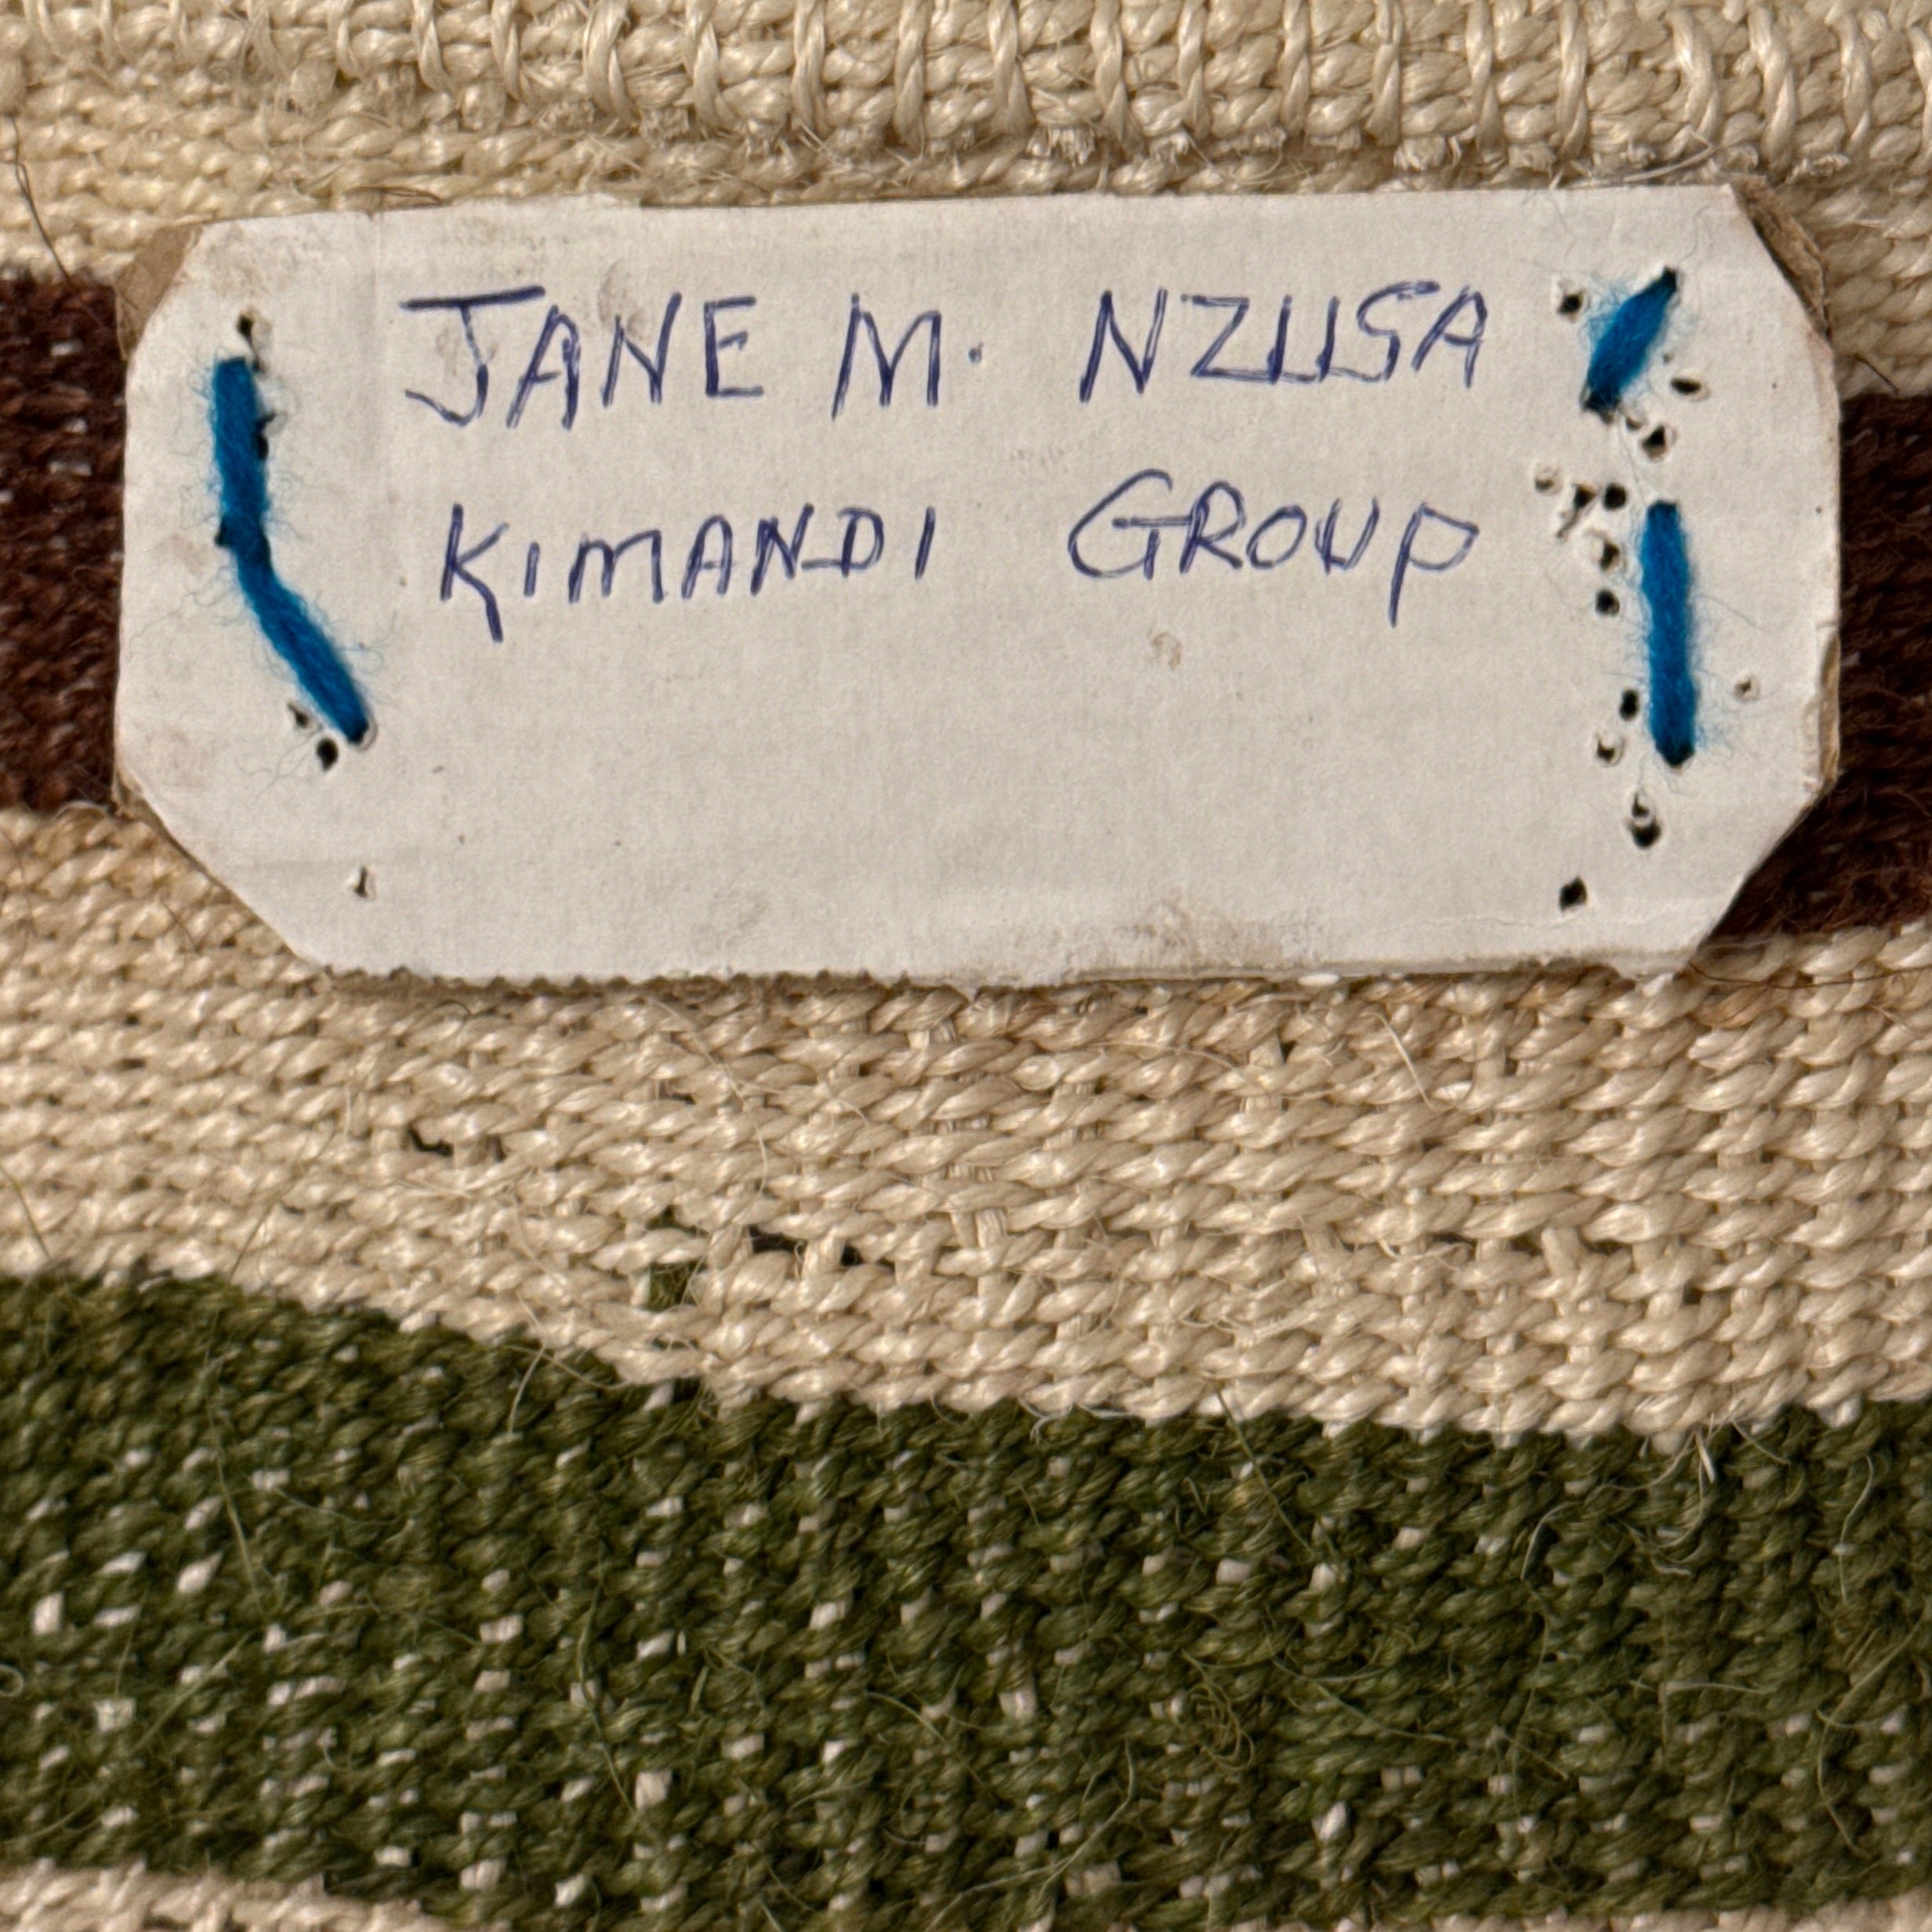 JANE M. NZUSA
KIMANDI GROUP